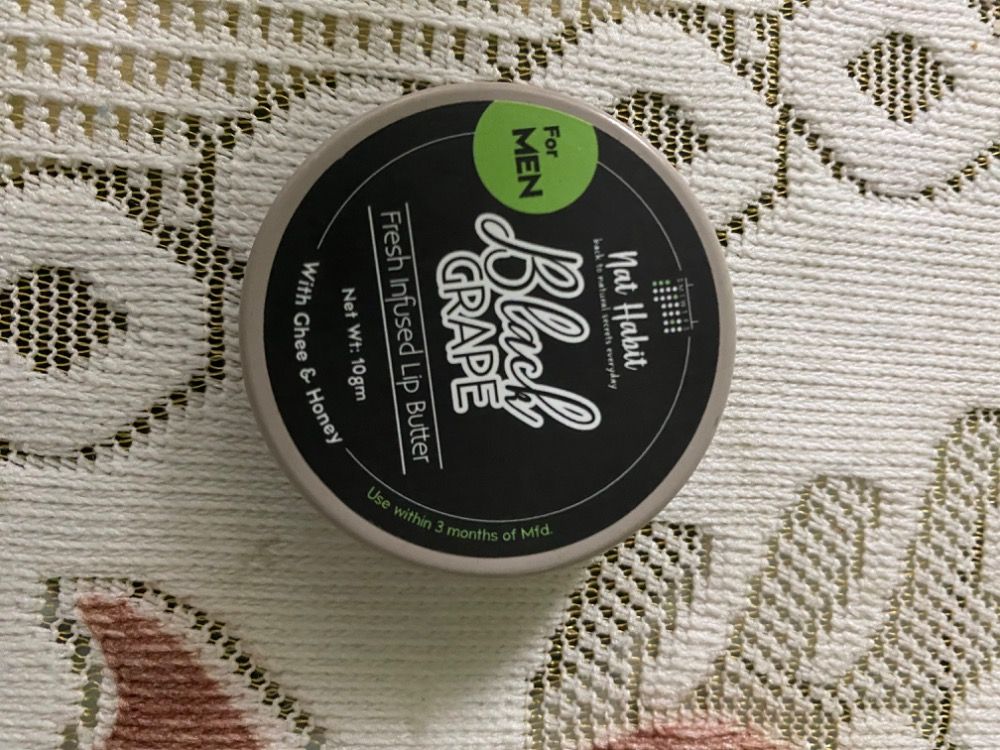 For
MEN
Nat Habit
back to natural secrets everyday
Black
GRAPE
Fresh Infused Lip Butter
Net Wt: 10gm
With Ghee & Honey
Use within 3 months of Mfd.